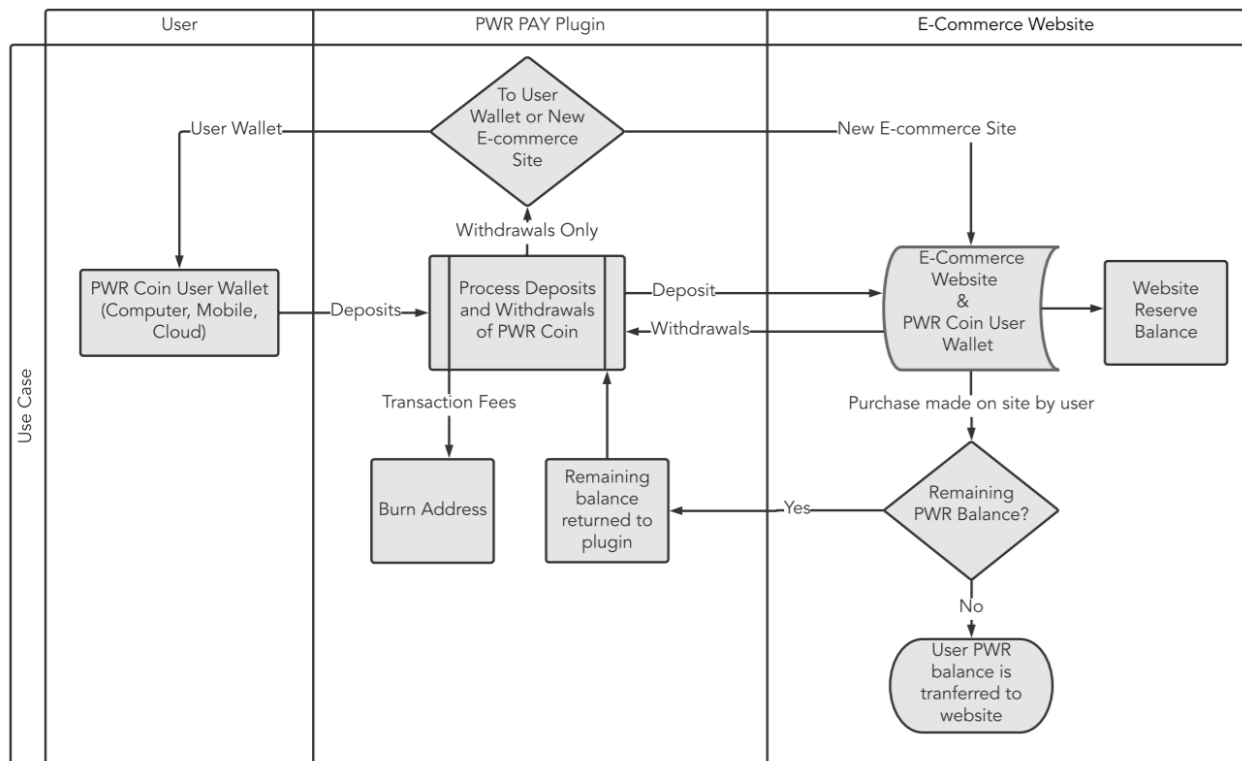 User
PWR PAY Plugin
E-Commerce Website
Use Case
To User
Wallet or New
E-commerce
Site
User Wallet
New E-commerce Site
Withdrawals Only
PWR Coin User Wallet
(Computer, Mobile,
Cloud)
Deposits
Process Deposits
and Withdrawals
of PWR Coin
Deposit
Withdrawals
E-Commerce
Website
&
PWR Coin User
Wallet
Website
Reserve
Balance
Transaction Fees
Purchase made on site by user
Burn Address
Remaining
balance
returned to
plugin
Yes
Remaining
PWR Balance?
No
User PWR
balance is
tranferred to
website